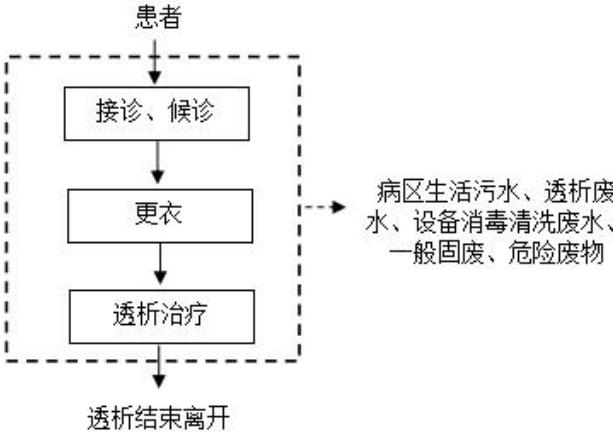 患者
接诊、候诊
更衣
透析治疗
透析结束离开
病区生活污水、透析废
水、设备消毒清洗废水、
一般固废、危险废物